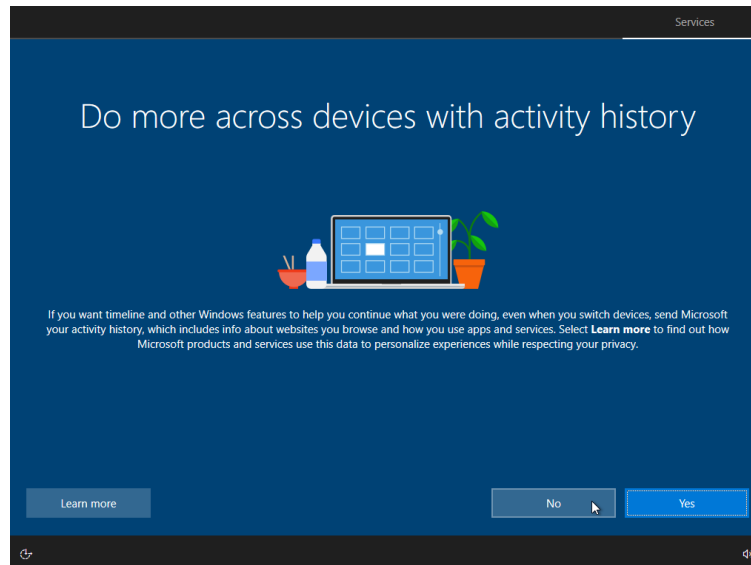 Services
Do more across devices with activity history
If you want timeline and other Windows features to help you continue what you were doing, even when you switch devices, send Microsoft
your activity history, which includes info about websites you browse and how you use apps and services. Select Learn more to find out how
Microsoft products and services use this data to personalize experiences while respecting your privacy.
Learn more
No
Yes